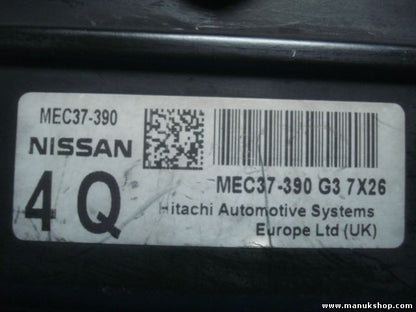 MEC37-390
NISSAN
4 Q
MEC37-390 G3 7X26
Hitachi Automotive Systems
Europe Ltd (UK)
www.manukshop.com